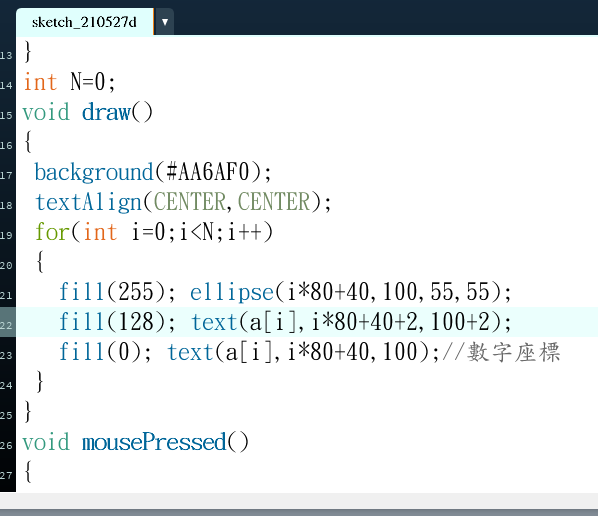 sketch_210527d ▼
13 }
14 int N=0;
15 void draw()
16 {
17 background(#AA6AF0);
18 textAlign(CENTER,CENTER);
19 for(int i=0;i<N;i++)
20 {
21 fill(255); ellipse(i*80+40,100,55,55);
22 fill(128); text(a[i],i*80+40+2,100+2);
23 fill(0); text(a[i],i*80+40,100);//數字座標
24 }
25 }
26 void mousePressed()
27 {